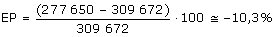 EP = (277 650 – 309 672) / 309 672 · 100 ≅ –10,3%